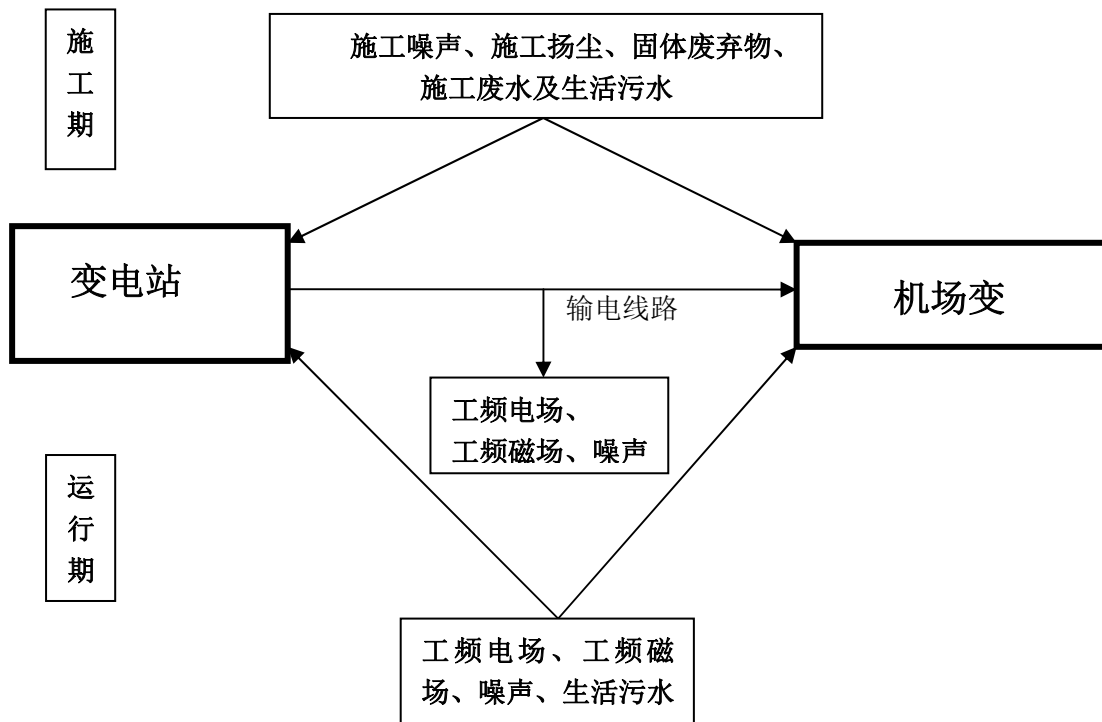 施工期
施工噪声、施工扬尘、固体废弃物、
施工废水及生活污水
变电站
机场变
输电线路
工频电场、
工频磁场、噪声
运行期
工频电场、工频磁
场、噪声、生活污水